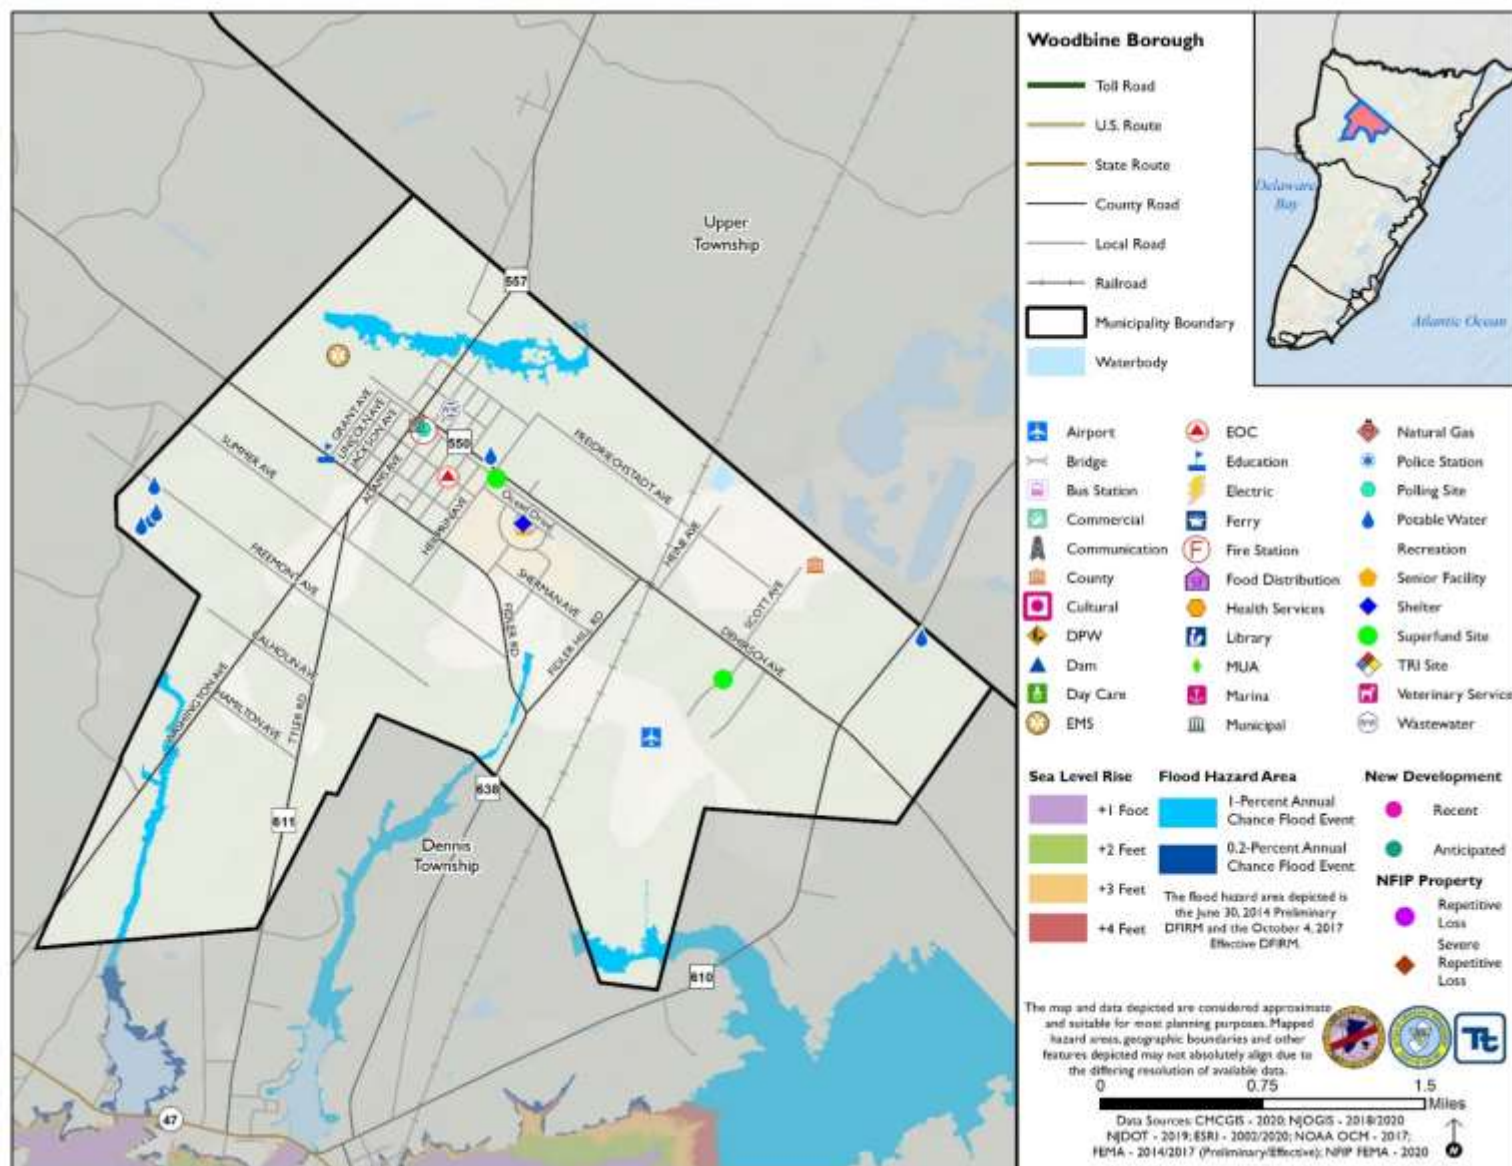 Upper
Township
557
GRANT AVE
LINCOLN AVE
JACKSON AVE
ADAMS AVE
550
SUMNER AVE
FRIEDRICHSTADT AVE
Ocean Drive
HEILPRIN AVE
HEINE AVE
FREEMONT AVE
SHERMAN AVE
FIDLER RD
FIDLER HILL RD
SCOTT AVE
DEHIRSCH AVE
CALHOUN AV
WASHINGTON AVE
HAMILTON AVE
TYLER RD
638
611
Dennis
Township
610
47
Woodbine Borough
Toll Road
U.S. Route
State Route
County Road
Local Road
Railroad
Municipality Boundary
Waterbody
Delaware
Bay
Atlantic Ocean
Airport
Bridge
Bus Station
Commercial
Communication
County
Cultural
DPW
Dam
Day Care
EMS
EOC
Education
Electric
Ferry
F
Fire Station
Food Distribution
Health Services
Library
MUA
Marina
Municipal
Natural Gas
Police Station
Polling Site
Potable Water
Recreation
Senior Facility
Shelter
Superfund Site
TRI Site
Veterinary Service
Wastewater
Sea Level Rise
+1 Foot
+2 Feet
+3 Feet
+4 Feet
Flood Hazard Area
1-Percent Annual
Chance Flood Event
0.2-Percent Annual
Chance Flood Event
The flood hazard area depicted is
the June 30, 2014 Preliminary
DFIRM and the October 4, 2017
Effective DFIRM.
New Development
Recent
Anticipated
NFIP Property
Repetitive
Loss
Severe
Repetitive
Loss
The map and data depicted are considered approximate
and suitable for most planning purposes. Mapped
hazard areas, geographic boundaries and other
features depicted may not absolutely align due to
the differing resolution of available data.
Tt
0 0.75 1.5
Miles
Data Sources: CMCGIS - 2020; NJOGIS - 2018/2020
NJDOT - 2019; ESRI - 2002/2020; NOAA OCM - 2017;
FEMA - 2014/2017 (Preliminary/Effective); NFIP FEMA - 2020
N